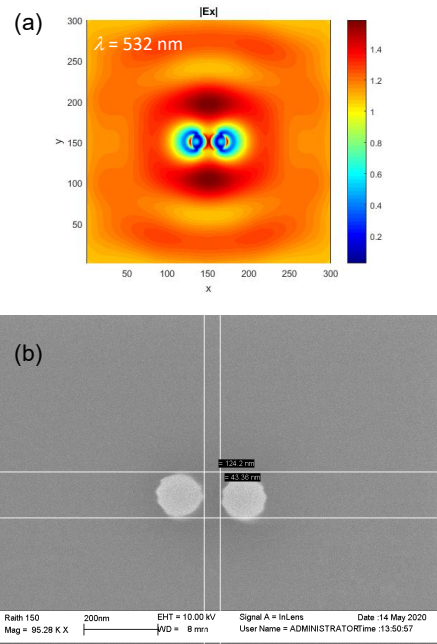 (a)
|Ex|
λ = 532 nm
300
250
200
150
100
50
y
50
100
150
200
250
300
x
1.4
1.2
1
0.8
0.6
0.4
0.2
(b)
= 124.2 nm
= 43.36 nm
Raith 150
200nm
EHT = 10.00 kV
Signal A = InLens
Date :14 May 2020
Mag = 95.28 K X
WD = 8 mm
User Name = ADMINISTRATOR
Time :13:50:57